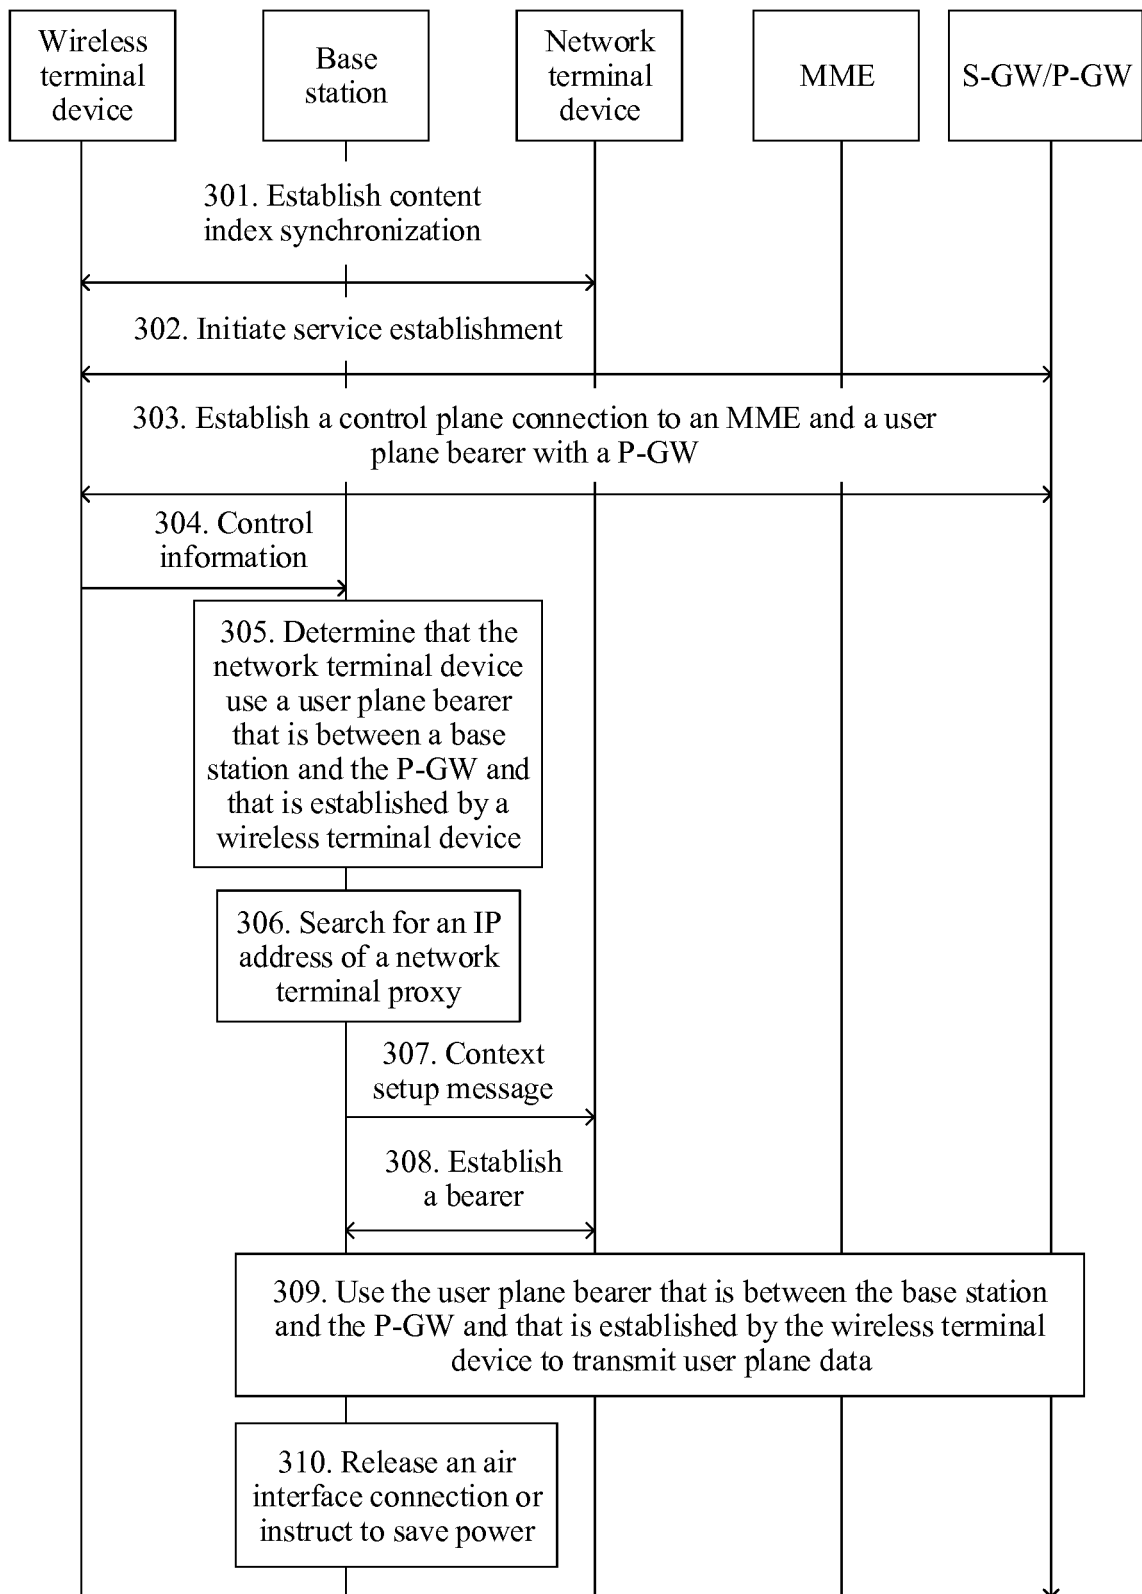 Wireless
terminal
device
Base
station
Network
terminal
device
MME
S-GW/P-GW
301. Establish content
index synchronization
302. Initiate service establishment
303. Establish a control plane connection to an MME and a user
plane bearer with a P-GW
304. Control
information
305. Determine that the
network terminal device
use a user plane bearer
that is between a base
station and the P-GW and
that is established by a
wireless terminal device
306. Search for an IP
address of a network
terminal proxy
307. Context
setup message
308. Establish
a bearer
309. Use the user plane bearer that is between the base station
and the P-GW and that is established by the wireless terminal
device to transmit user plane data
310. Release an air
interface connection or
instruct to save power